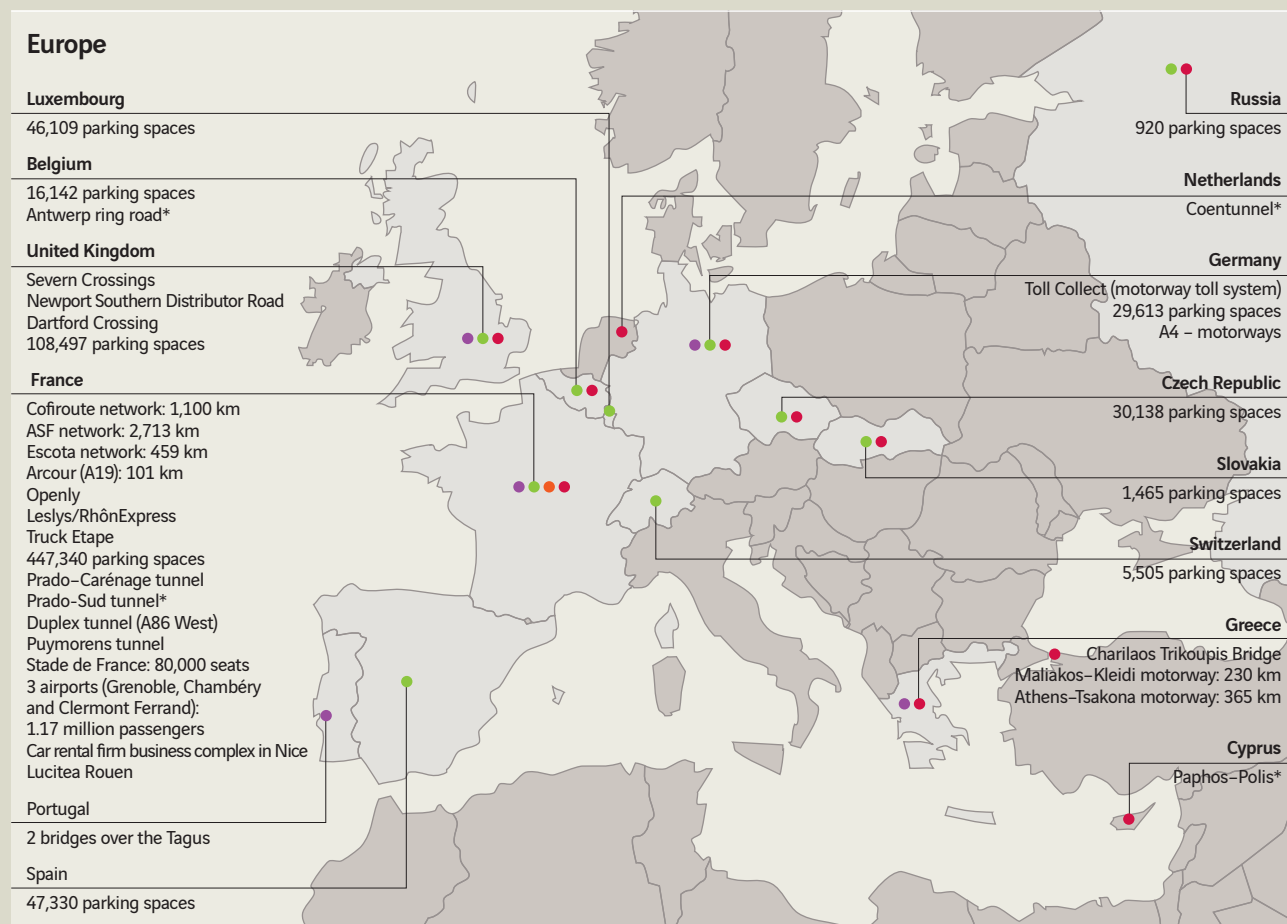 Europe
Luxembourg
46,109 parking spaces
Belgium
16,142 parking spaces
Antwerp ring road*
United Kingdom
Severn Crossings
Newport Southern Distributor Road
Dartford Crossing
108,497 parking spaces
France
Cofiroute network: 1,100 km
ASF network: 2,713 km
Escota network: 459 km
Arcour (A19): 101 km
Openly
Leslys/RhônExpress
Truck Etape
447,340 parking spaces
Prado–Carénage tunnel
Prado-Sud tunnel*
Duplex tunnel (A86 West)
Puymorens tunnel
Stade de France: 80,000 seats
3 airports (Grenoble, Chambéry
and Clermont Ferrand):
1.17 million passengers
Car rental firm business complex in Nice
Lucitea Rouen
Portugal
2 bridges over the Tagus
Spain
47,330 parking spaces
Russia
920 parking spaces
Netherlands
Coentunnel*
Germany
Toll Collect (motorway toll system)
29,613 parking spaces
A4 – motorways
Czech Republic
30,138 parking spaces
Slovakia
1,465 parking spaces
Switzerland
5,505 parking spaces
Greece
Charilaos Trikoupis Bridge
Maliakos–Kleidi motorway: 230 km
Athens–Tsakona motorway: 365 km
Cyprus
Paphos–Polis*